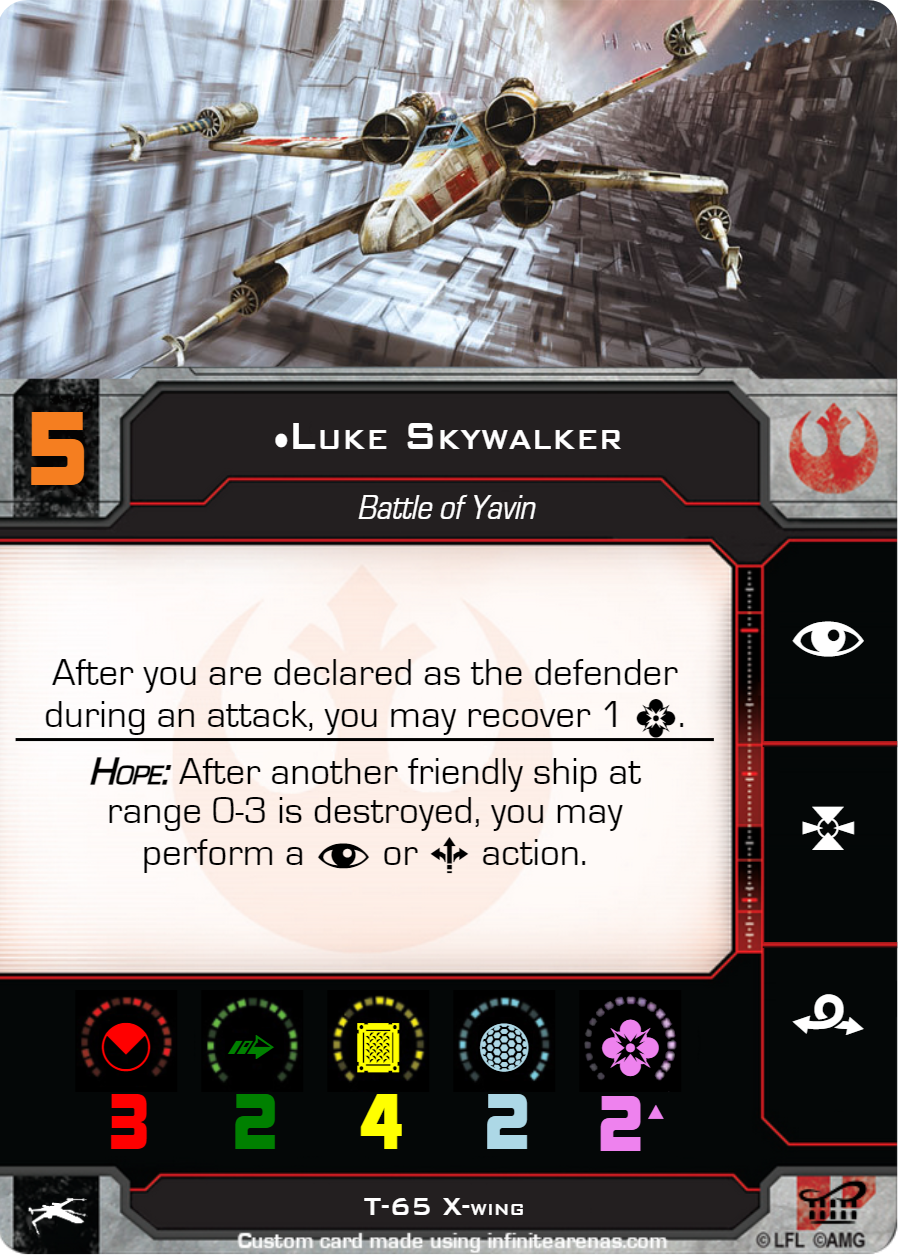 5
•Luke Skywalker
Battle of Yavin
After you are declared as the defender
during an attack, you may recover 1 .
Hope: After another friendly ship at
range 0-3 is destroyed, you may
perform a or action.
3 2 4 2 2
T-65 X-wing
Custom card made using infinitearenas.com
© LFL ©AMG